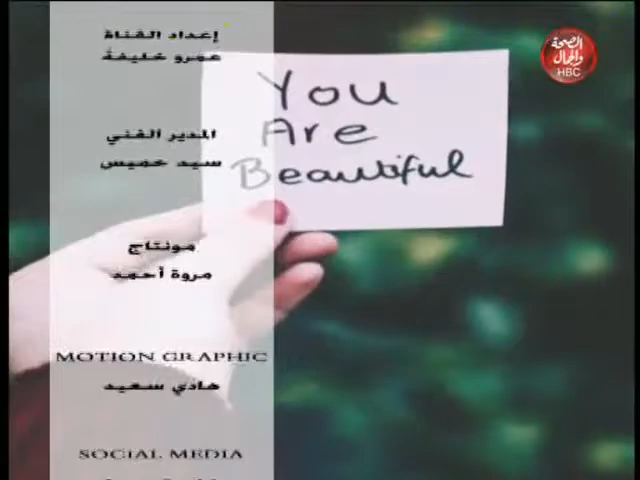 إعداد القناة
عمرو خليفة
المدير الفني
سيد خميس
مونتاج
مروة أحمد
MOTION GRAPHIC
هادي سعيد
SOCIAL MEDIA
You
Are
Beautiful
الصحة
والجمال
HBC